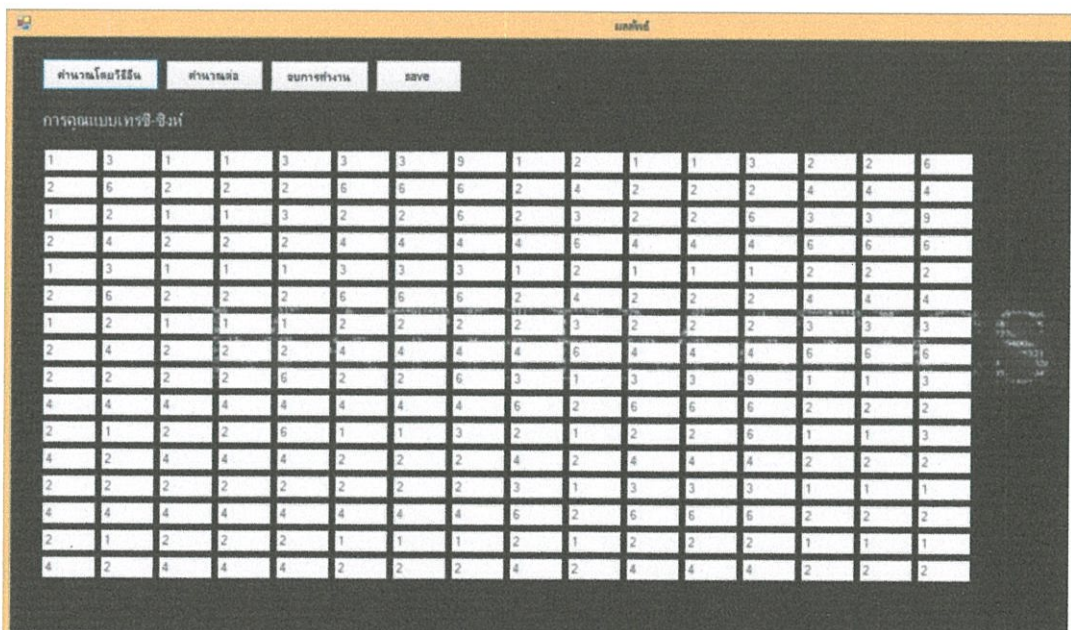 ผลลัพธ์
คำนวณโดยวิธีอื่น คำนวณต่อ จบการทำงาน save
การคูณแบบเทรซี-ซิงห์
1 3 1 1 3 3 3 9 1 2 1 1 3 2 2 6
2 6 2 2 2 6 6 6 2 4 2 2 2 4 4 4
1 2 1 1 3 2 2 6 2 3 2 2 6 3 3 9
2 4 2 2 2 4 4 4 4 6 4 4 4 6 6 6
1 3 1 1 1 3 3 3 1 2 1 1 1 2 2 2
2 6 2 2 2 6 6 6 2 4 2 2 2 4 4 4
1 2 1 1 1 2 2 2 2 3 2 2 2 3 3 3
2 4 2 2 2 4 4 4 4 6 4 4 4 6 6 6
2 2 2 2 6 2 2 6 3 1 3 3 9 1 1 3
4 4 4 4 4 4 4 4 6 2 6 6 6 2 2 2
2 1 2 2 6 1 1 3 2 1 2 2 6 1 1 3
4 2 4 4 4 2 2 2 4 2 4 4 4 2 2 2
2 2 2 2 2 2 2 2 3 1 3 3 3 1 1 1
4 4 4 4 4 4 4 4 6 2 6 6 6 2 2 2
2 1 2 2 2 1 1 1 2 1 2 2 2 1 1 1
4 2 4 4 4 2 2 2 4 2 4 4 4 2 2 2